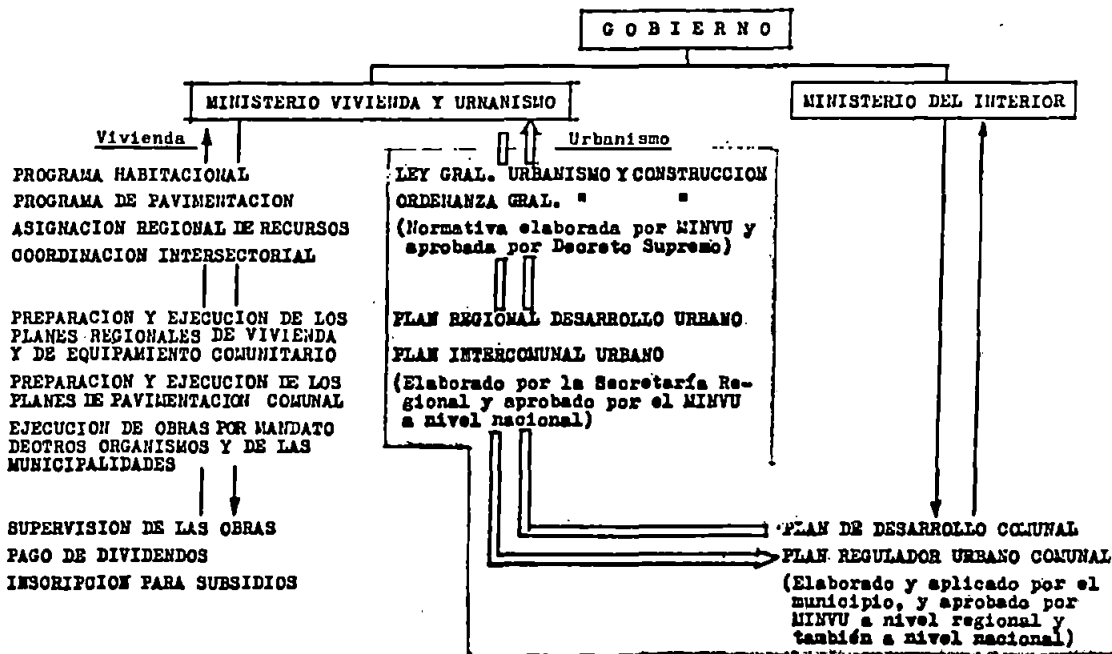 GOBIERNO
MINISTERIO VIVIENDA Y URNANISMO
MINISTERIO DEL INTERIOR
Vivienda
PROGRAMA HABITACIONAL
PROGRAMA DE PAVIMENTACION
ASIGNACION REGIONAL DE RECURSOS
COORDINACION INTERSECTORIAL
PREPARACION Y EJECUCION DE LOS
PLANES REGIONALES DE VIVIENDA
Y DE EQUIPAMIENTO COMUNITARIO
PREPARACION Y EJECUCION DE LOS
PLANES DE PAVIMENTACION COMUNAL
EJECUCION DE OBRAS POR MANDATO
DEOTROS ORGANISMOS Y DE LAS
MUNICIPALIDADES
SUPERVISION DE LAS OBRAS
PAGO DE DIVIDENDOS
INSCRIPCION PARA SUBSIDIOS
Urbanismo
LEY GRAL. URBANISMO Y CONSTRUCCION
ORDENANZA GRAL. " "
(Normativa elaborada por MINVU y
aprobada por Decreto Supremo)
PLAN REGIONAL DESARROLLO URBANO
PLAN INTERCOMUNAL URBANO
(Elaborado por la Secretaría Re-
gional y aprobado por el MINVU
a nivel nacional)
PLAN DE DESARROLLO COMUNAL
PLAN REGULADOR URBANO COMUNAL
(Elaborado y aplicado por el
municipio, y aprobado por
MINVU a nivel regional y
también a nivel nacional)